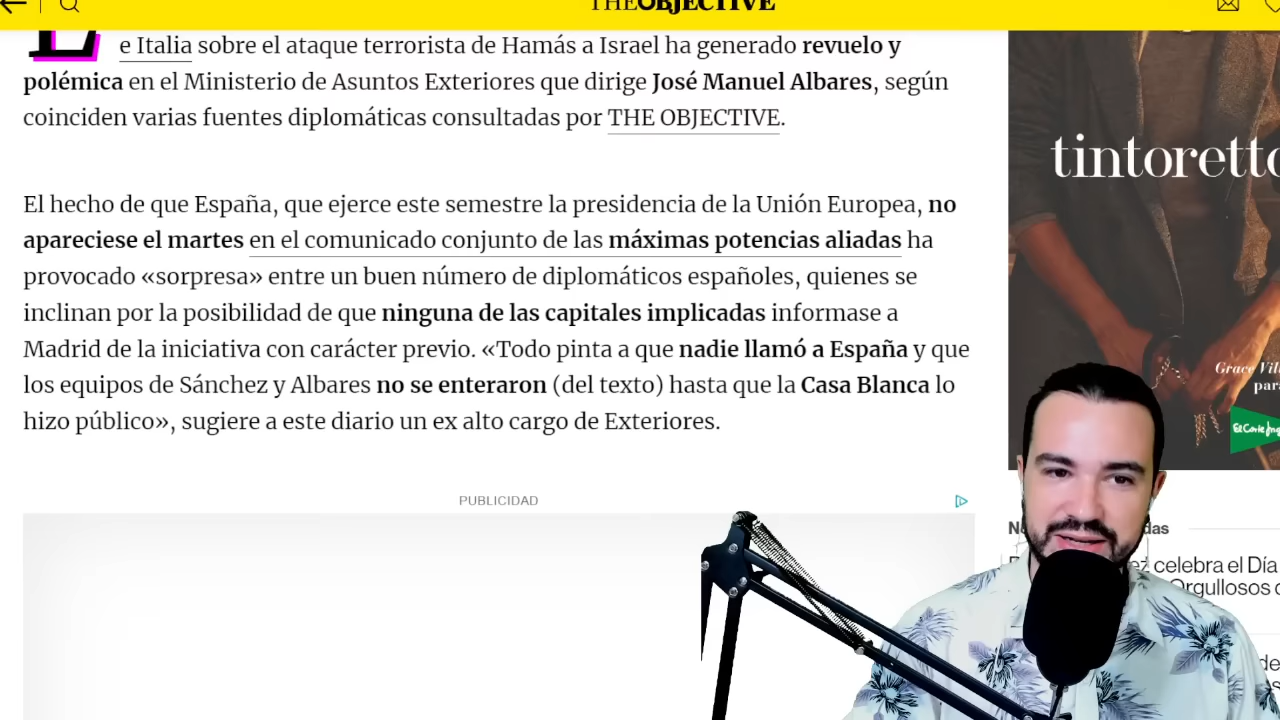 THE OBJECTIVE
e Italia sobre el ataque terrorista de Hamás a Israel ha generado revuelo y
polémica en el Ministerio de Asuntos Exteriores que dirige José Manuel Albares, según
coinciden varias fuentes diplomáticas consultadas por THE OBJECTIVE.
El hecho de que España, que ejerce este semestre la presidencia de la Unión Europea, no
apareciese el martes en el comunicado conjunto de las máximas potencias aliadas ha
provocado «sorpresa» entre un buen número de diplomáticos españoles, quienes se
inclinan por la posibilidad de que ninguna de las capitales implicadas informase a
Madrid de la iniciativa con carácter previo. «Todo pinta a que nadie llamó a España y que
los equipos de Sánchez y Albares no se enteraron (del texto) hasta que la Casa Blanca lo
hizo público», sugiere a este diario un ex alto cargo de Exteriores.
PUBLICIDAD
tintoretto
Grace Vill
para
El Corte Ing
das
ez celebra el Día
Orgullosos d